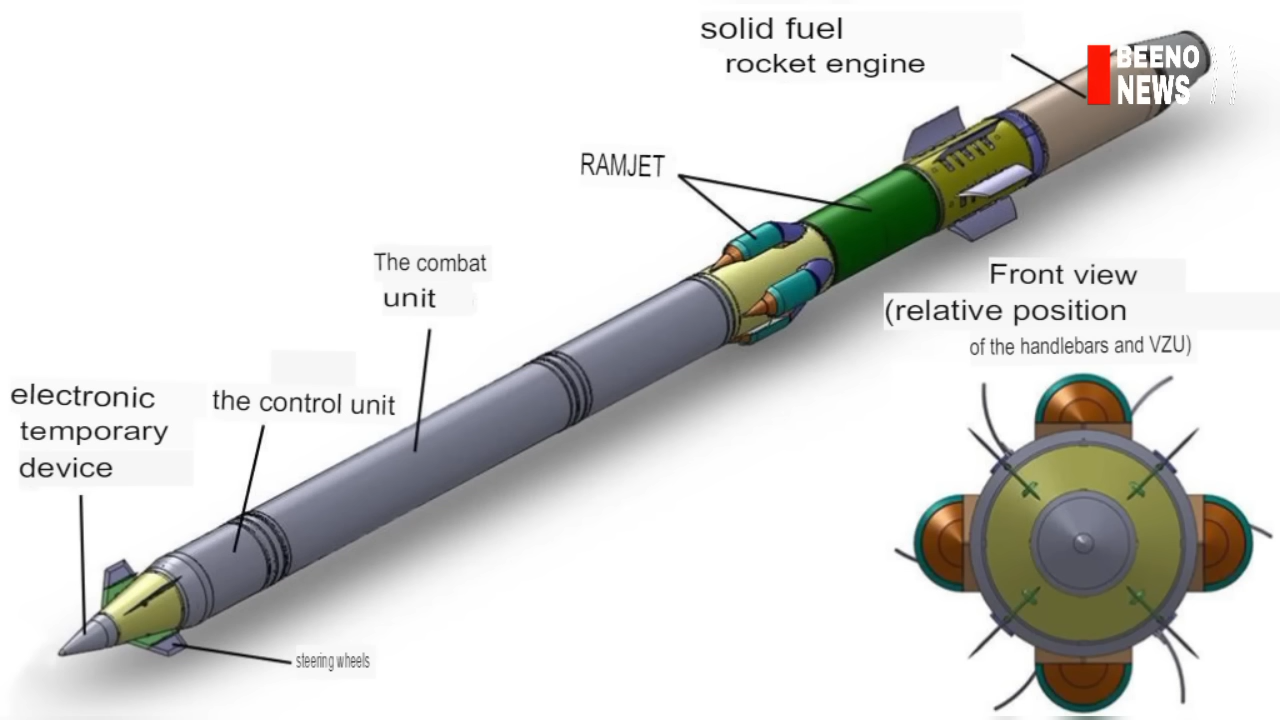 solid fuel
rocket engine
BEENO
NEWS
RAMJET
The combat
unit
Front view
(relative position
of the handlebars and VZU)
electronic
temporary
device
the control unit
steering wheels